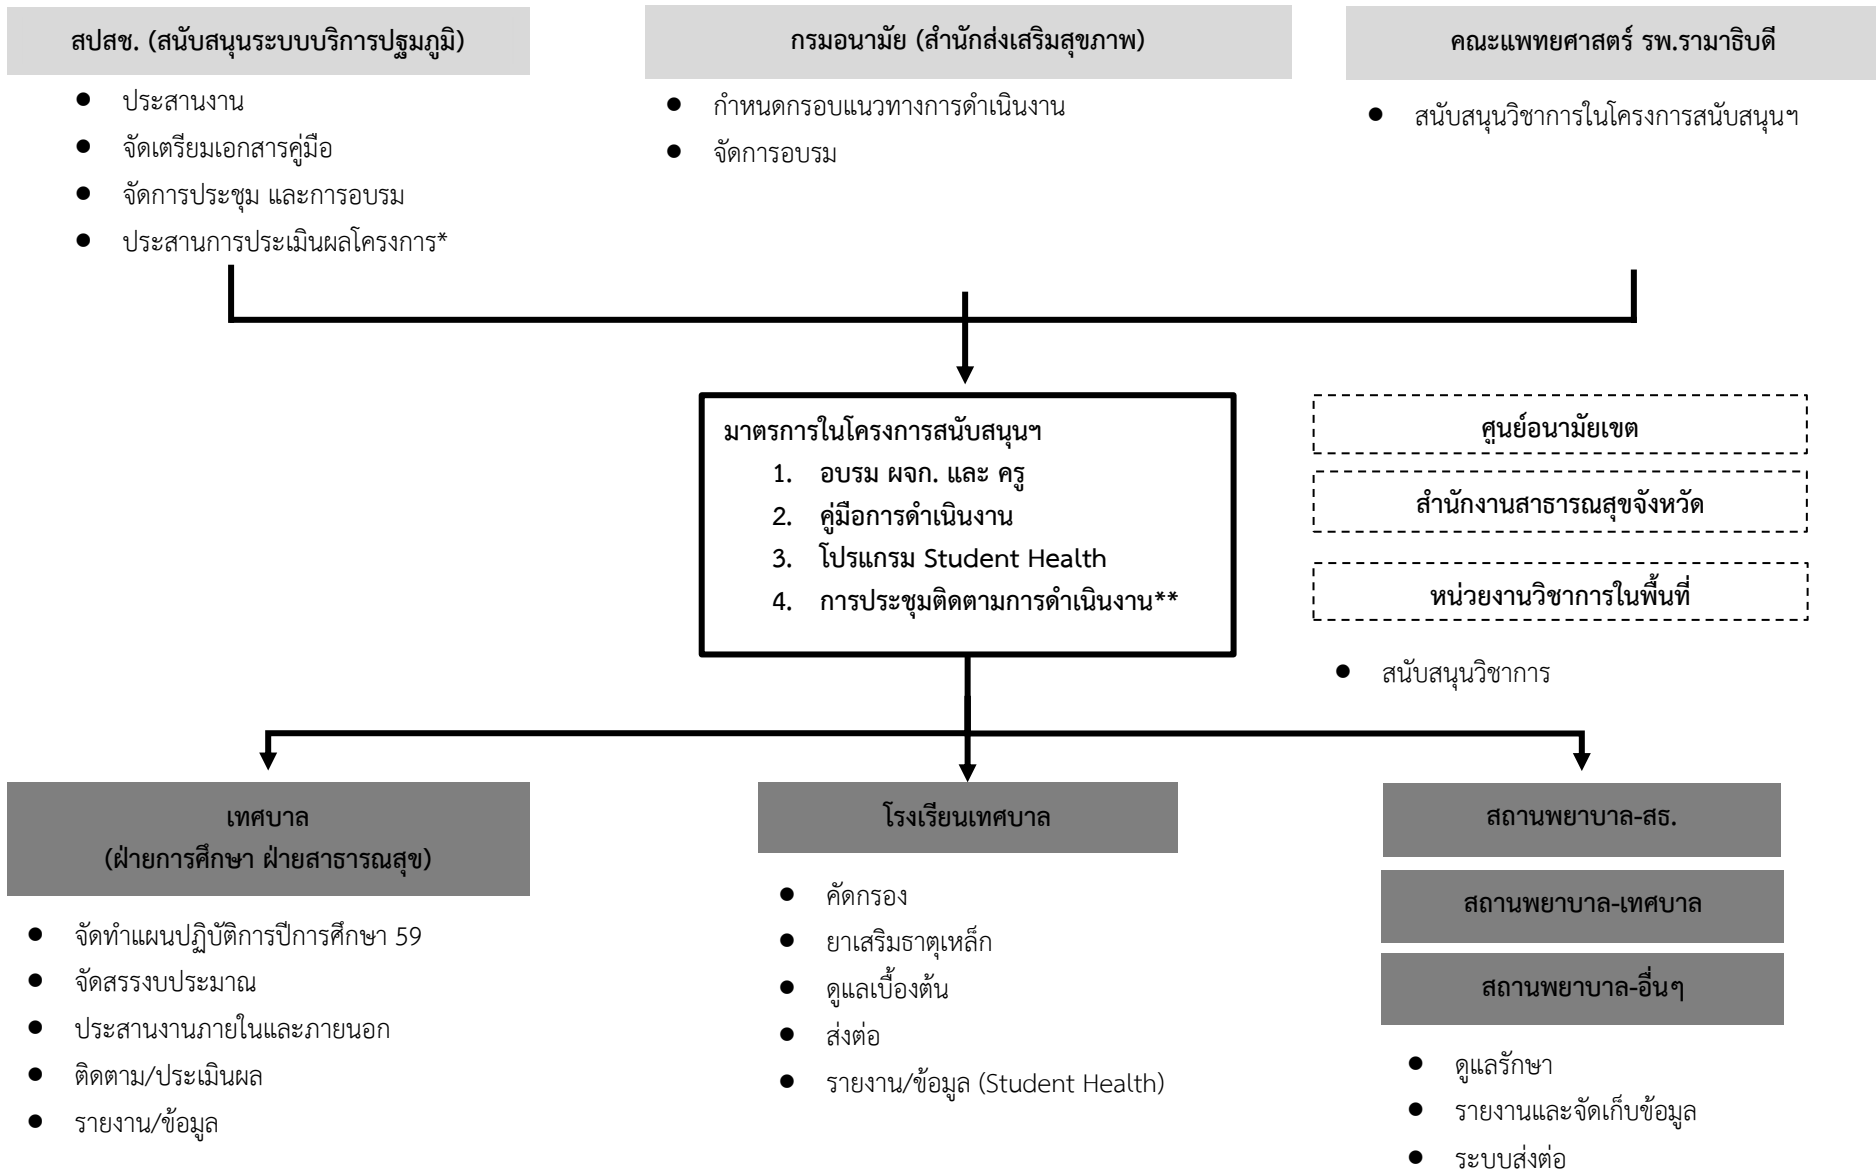 สปสช. (สนับสนุนระบบบริการปฐมภูมิ)
● ประสานงาน
● จัดเตรียมเอกสารคู่มือ
● จัดการประชุม และการอบรม
● ประสานการประเมินผลโครงการ*
กรมอนามัย (สำนักส่งเสริมสุขภาพ)
● กำหนดกรอบแนวทางการดำเนินงาน
● จัดการอบรม
คณะแพทยศาสตร์ รพ.รามาธิบดี
● สนับสนุนวิชาการในโครงการสนับสนุนฯ
มาตรการในโครงการสนับสนุนฯ
1. อบรม ผจก. และ ครู
2. คู่มือการดำเนินงาน
3. โปรแกรม Student Health
4. การประชุมติดตามการดำเนินงาน**
ศูนย์อนามัยเขต
สำนักงานสาธารณสุขจังหวัด
หน่วยงานวิชาการในพื้นที่
● สนับสนุนวิชาการ
เทศบาล
(ฝ่ายการศึกษา ฝ่ายสาธารณสุข)
● จัดทำแผนปฏิบัติการปีการศึกษา 59
● จัดสรรงบประมาณ
● ประสานงานภายในและภายนอก
● ติดตาม/ประเมินผล
● รายงาน/ข้อมูล
โรงเรียนเทศบาล
● คัดกรอง
● ยาเสริมธาตุเหล็ก
● ดูแลเบื้องต้น
● ส่งต่อ
● รายงาน/ข้อมูล (Student Health)
สถานพยาบาล-สธ.
สถานพยาบาล-เทศบาล
สถานพยาบาล-อื่นๆ
● ดูแลรักษา
● รายงานและจัดเก็บข้อมูล
● ระบบส่งต่อ